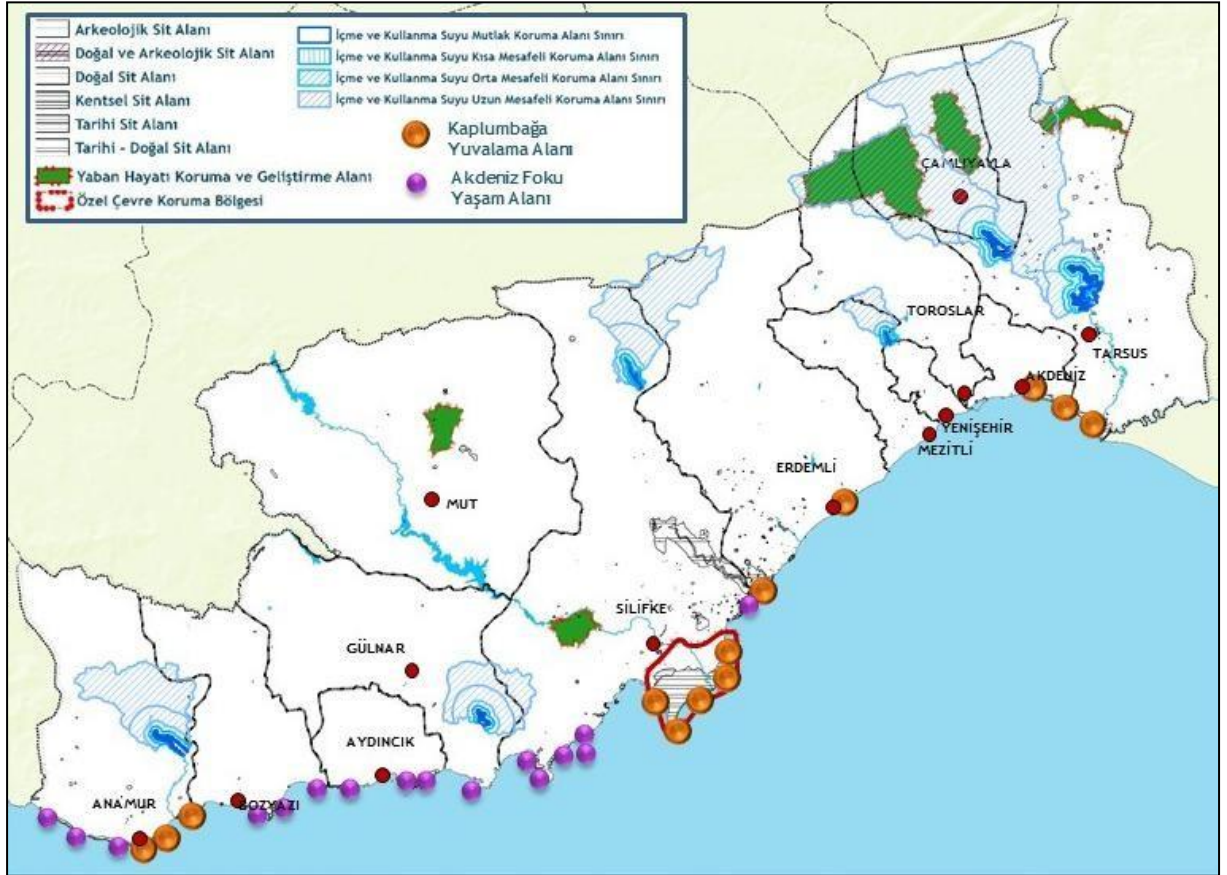 Arkeolojik Sit Alanı
Doğal ve Arkeolojik Sit Alanı
Doğal Sit Alanı
Kentsel Sit Alanı
Tarihi Sit Alanı
Tarihi - Doğal Sit Alanı
Yaban Hayatı Koruma ve Geliştirme Alanı
Özel Çevre Koruma Bölgesi
İçme ve Kullanma Suyu Mutlak Koruma Alanı Sınırı
İçme ve Kullanma Suyu Kısa Mesafeli Koruma Alanı Sınırı
İçme ve Kullanma Suyu Orta Mesafeli Koruma Alanı Sınırı
İçme ve Kullanma Suyu Uzun Mesafeli Koruma Alanı Sınırı
Kaplumbağa
Yuvalama Alanı
Akdeniz Foku
Yaşam Alanı
ÇAMLIYAYLA
TOROSLAR
TARSUS
AKDENİZ
YENİŞEHİR
MEZİTLİ
ERDEMLİ
MUT
SİLİFKE
GÜLNAR
AYDINCIK
ANAMUR
BOZYAZI